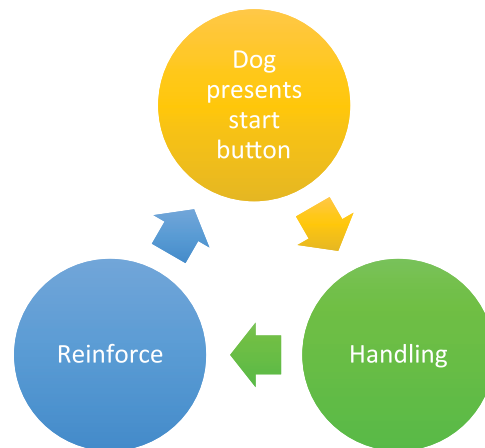 Dog
presents
start
button
Reinforce
Handling